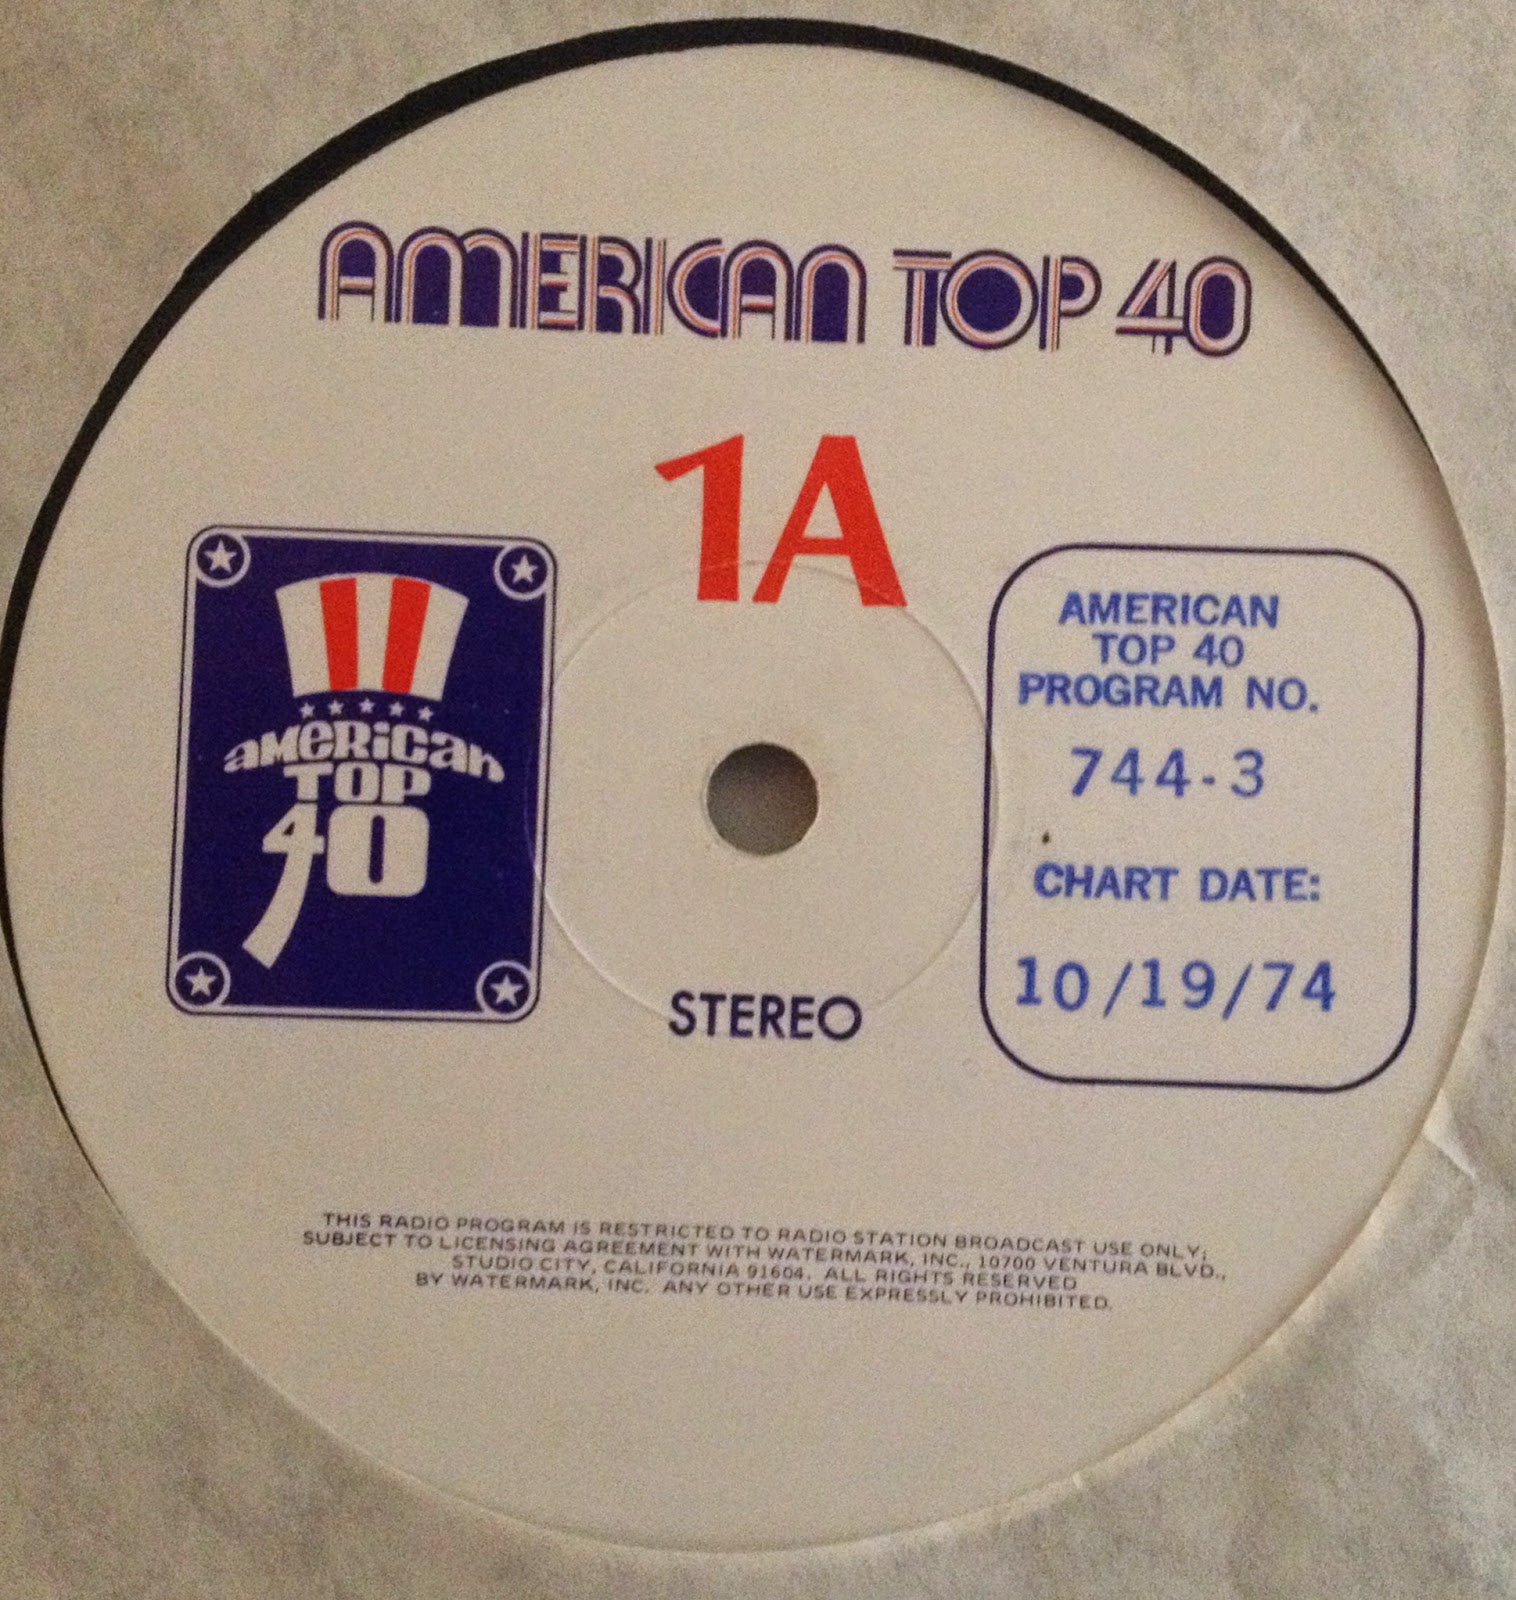 AMERICAN TOP 40
1A
AMERICAN
TOP
40
AMERICAN
TOP 40
PROGRAM NO.
744-3
CHART DATE:
10/19/74
STEREO
THIS RADIO PROGRAM IS RESTRICTED TO RADIO STATION BROADCAST USE ONLY;
SUBJECT TO LICENSING AGREEMENT WITH WATERMARK, INC., 10700 VENTURA BLVD.,
STUDIO CITY, CALIFORNIA 91604. ALL RIGHTS RESERVED
BY WATERMARK, INC. ANY OTHER USE EXPRESSLY PROHIBITED.